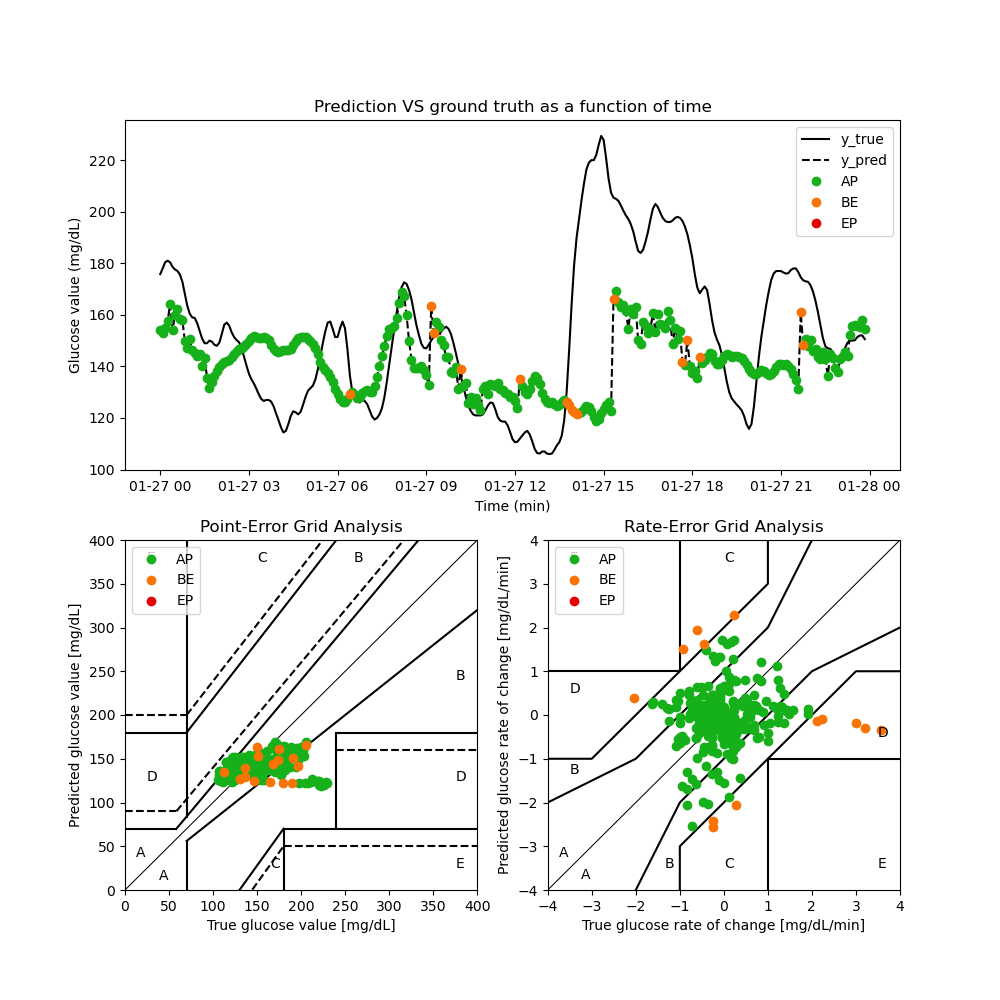 Prediction VS ground truth as a function of time
Glucose value (mg/dL)
220
200
180
160
140
120
100
y_true
y_pred
AP
BE
EP
01-27 00 01-27 03 01-27 06 01-27 09 01-27 12 01-27 15 01-27 18 01-27 21 01-28 00
Time (min)
Point-Error Grid Analysis
Predicted glucose value [mg/dL]
400
350
300
250
200
150
100
50
0
AP
BE
EP
C
B
B
D
D
A
A
C
E
0 50 100 150 200 250 300 350 400
True glucose value [mg/dL]
Rate-Error Grid Analysis
Predicted glucose rate of change [mg/dL/min]
4
3
2
1
0
−1
−2
−3
−4
AP
BE
EP
C
D
D
B
A
A
B
C
E
−4 −3 −2 −1 0 1 2 3 4
True glucose rate of change [mg/dL/min]